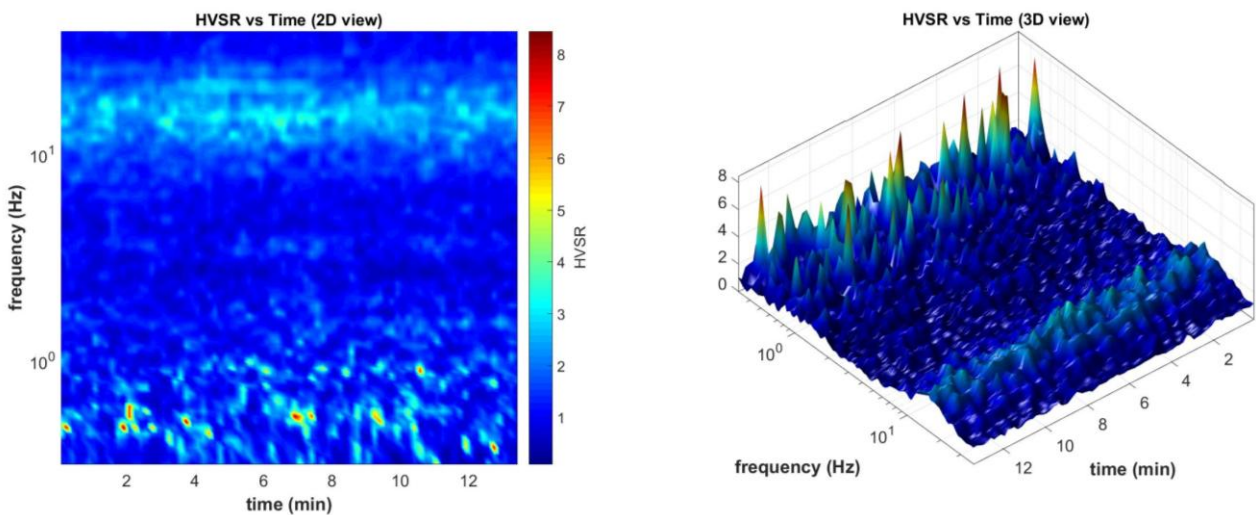 HVSR vs Time (2D view)
frequency (Hz)
10^1
10^0
2 4 6 8 10 12
time (min)
8
7
6
5
4
3
2
1
HVSR
HVSR vs Time (3D view)
8
6
4
2
0
10^0
10^1
frequency (Hz)
12 10 8 6 4 2
time (min)